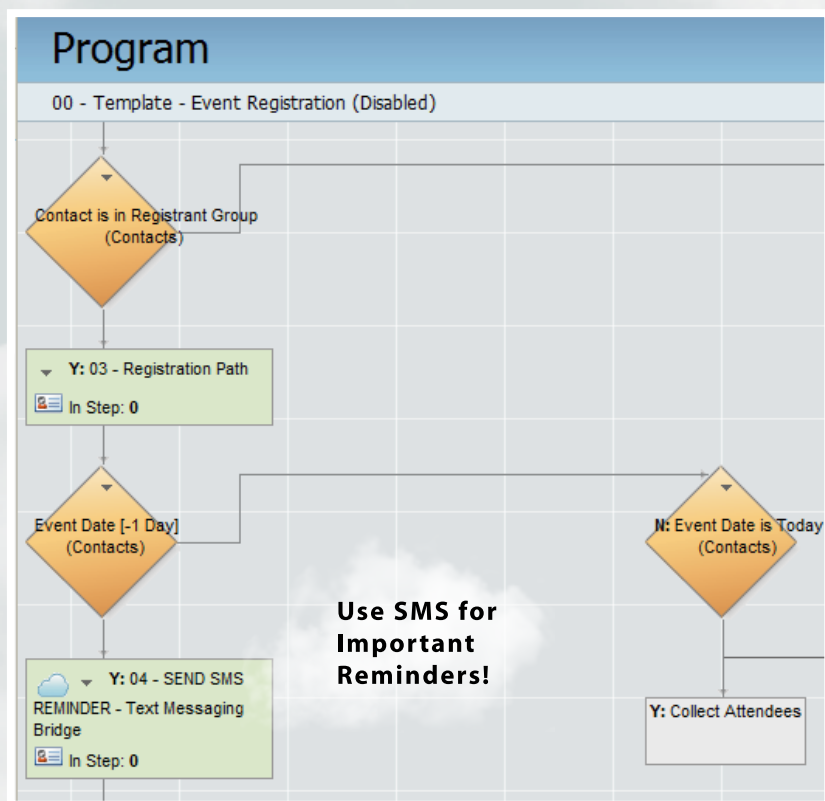 Program
00 - Template - Event Registration (Disabled)
Contact is in Registrant Group
(Contacts)
Y: 03 - Registration Path
In Step: 0
Event Date [-1 Day]
(Contacts)
N: Event Date is Today
(Contacts)
Use SMS for
Important
Reminders!
Y: 04 - SEND SMS
REMINDER - Text Messaging
Bridge
In Step: 0
Y: Collect Attendees